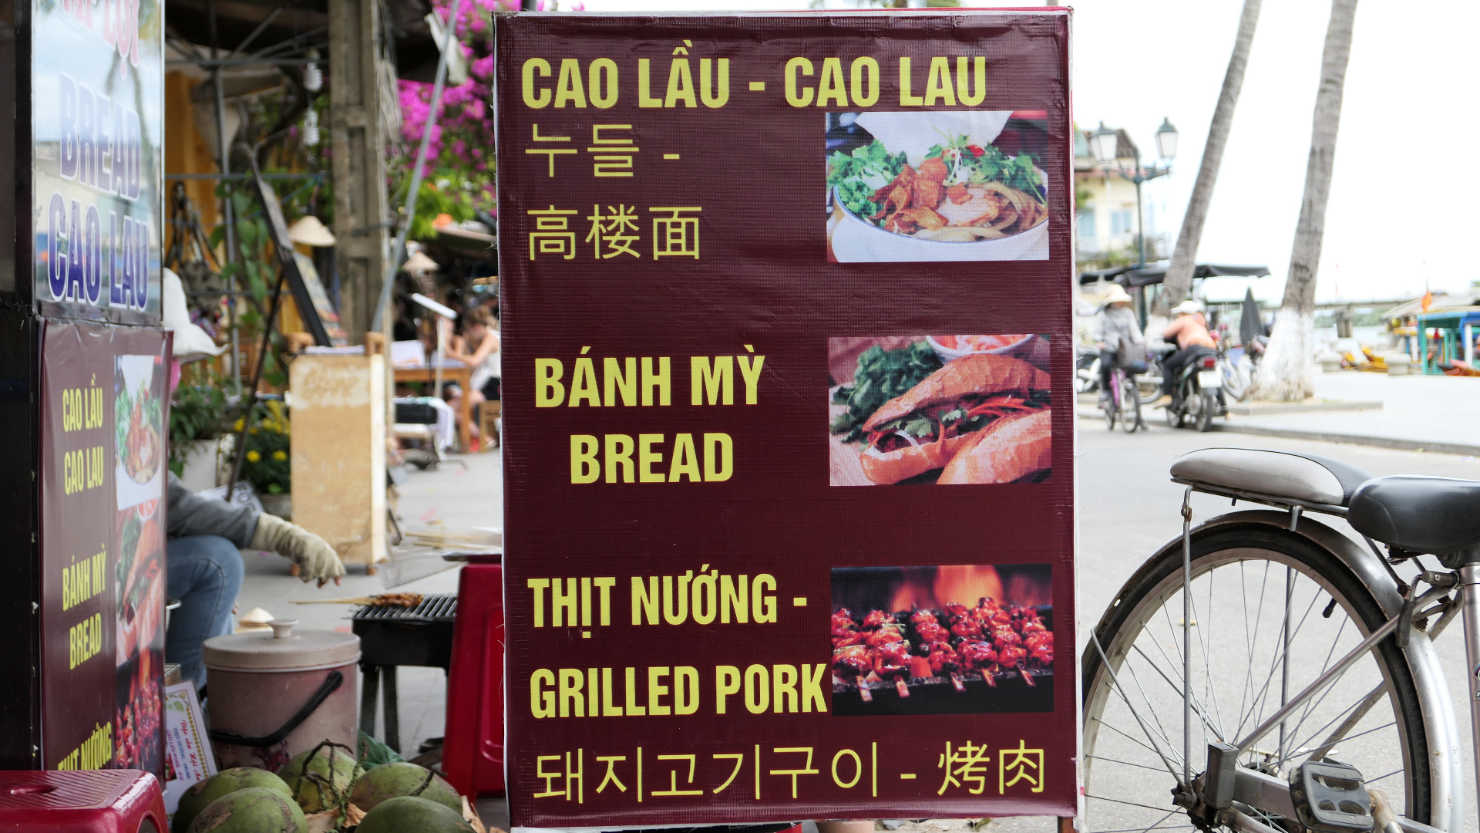 BREAD
CAO LAU
CAO LẦU
CAO LAU
BÁNH MỲ
BREAD
THỊT NƯỚNG
CAO LẦU - CAO LAU
누들 -
高楼面
BÁNH MỲ
BREAD
THỊT NƯỚNG -
GRILLED PORK
돼지고기구이 - 烤肉